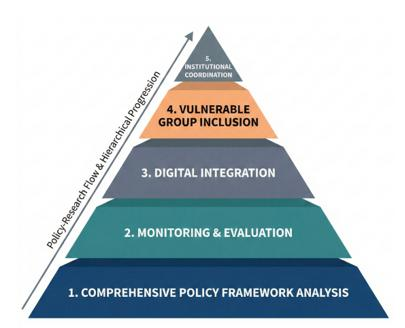 5.
INSTITUTIONAL
COORDINATION
4. VULNERABLE
GROUP INCLUSION
3. DIGITAL INTEGRATION
2. MONITORING & EVALUATION
1. COMPREHENSIVE POLICY FRAMEWORK ANALYSIS
Policy-Research Flow & Hierarchical Progression